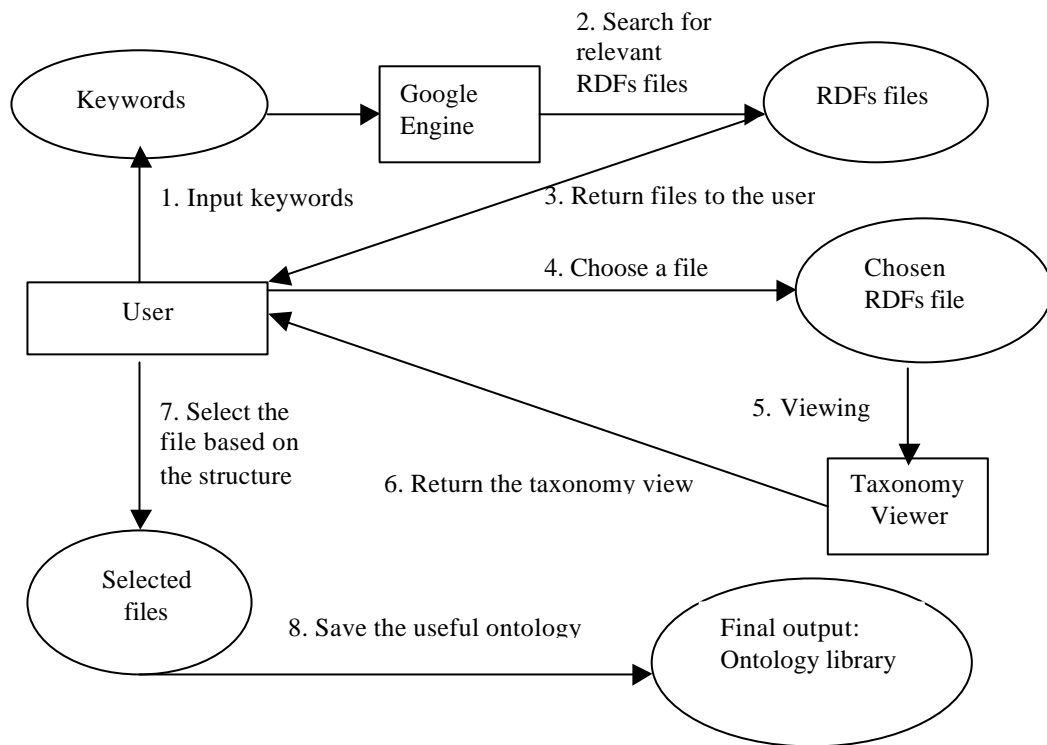 2. Search for
relevant
RDFs files
Keywords
Google
Engine
RDFs files
1. Input keywords
3. Return files to the user
4. Choose a file
Chosen
RDFs file
User
7. Select the
file based on
the structure
5. Viewing
6. Return the taxonomy view
Taxonomy
Viewer
Selected
files
8. Save the useful ontology
Final output:
Ontology library